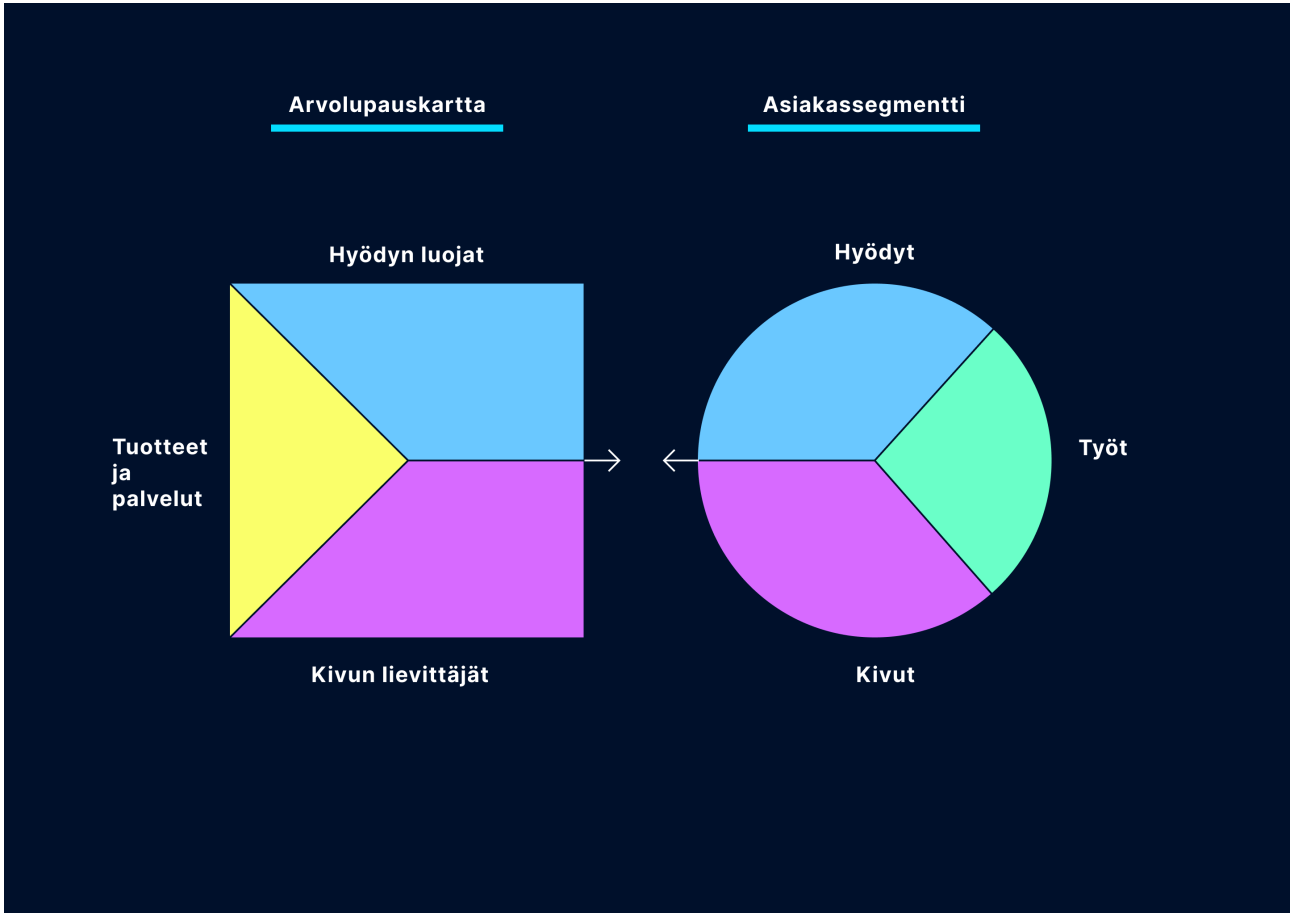 Arvolupauskartta
Asiakassegmentti
Hyödyn luojat
Hyödyt
Tuotteet
ja
palvelut
Työt
Kivun lievittäjät
Kivut